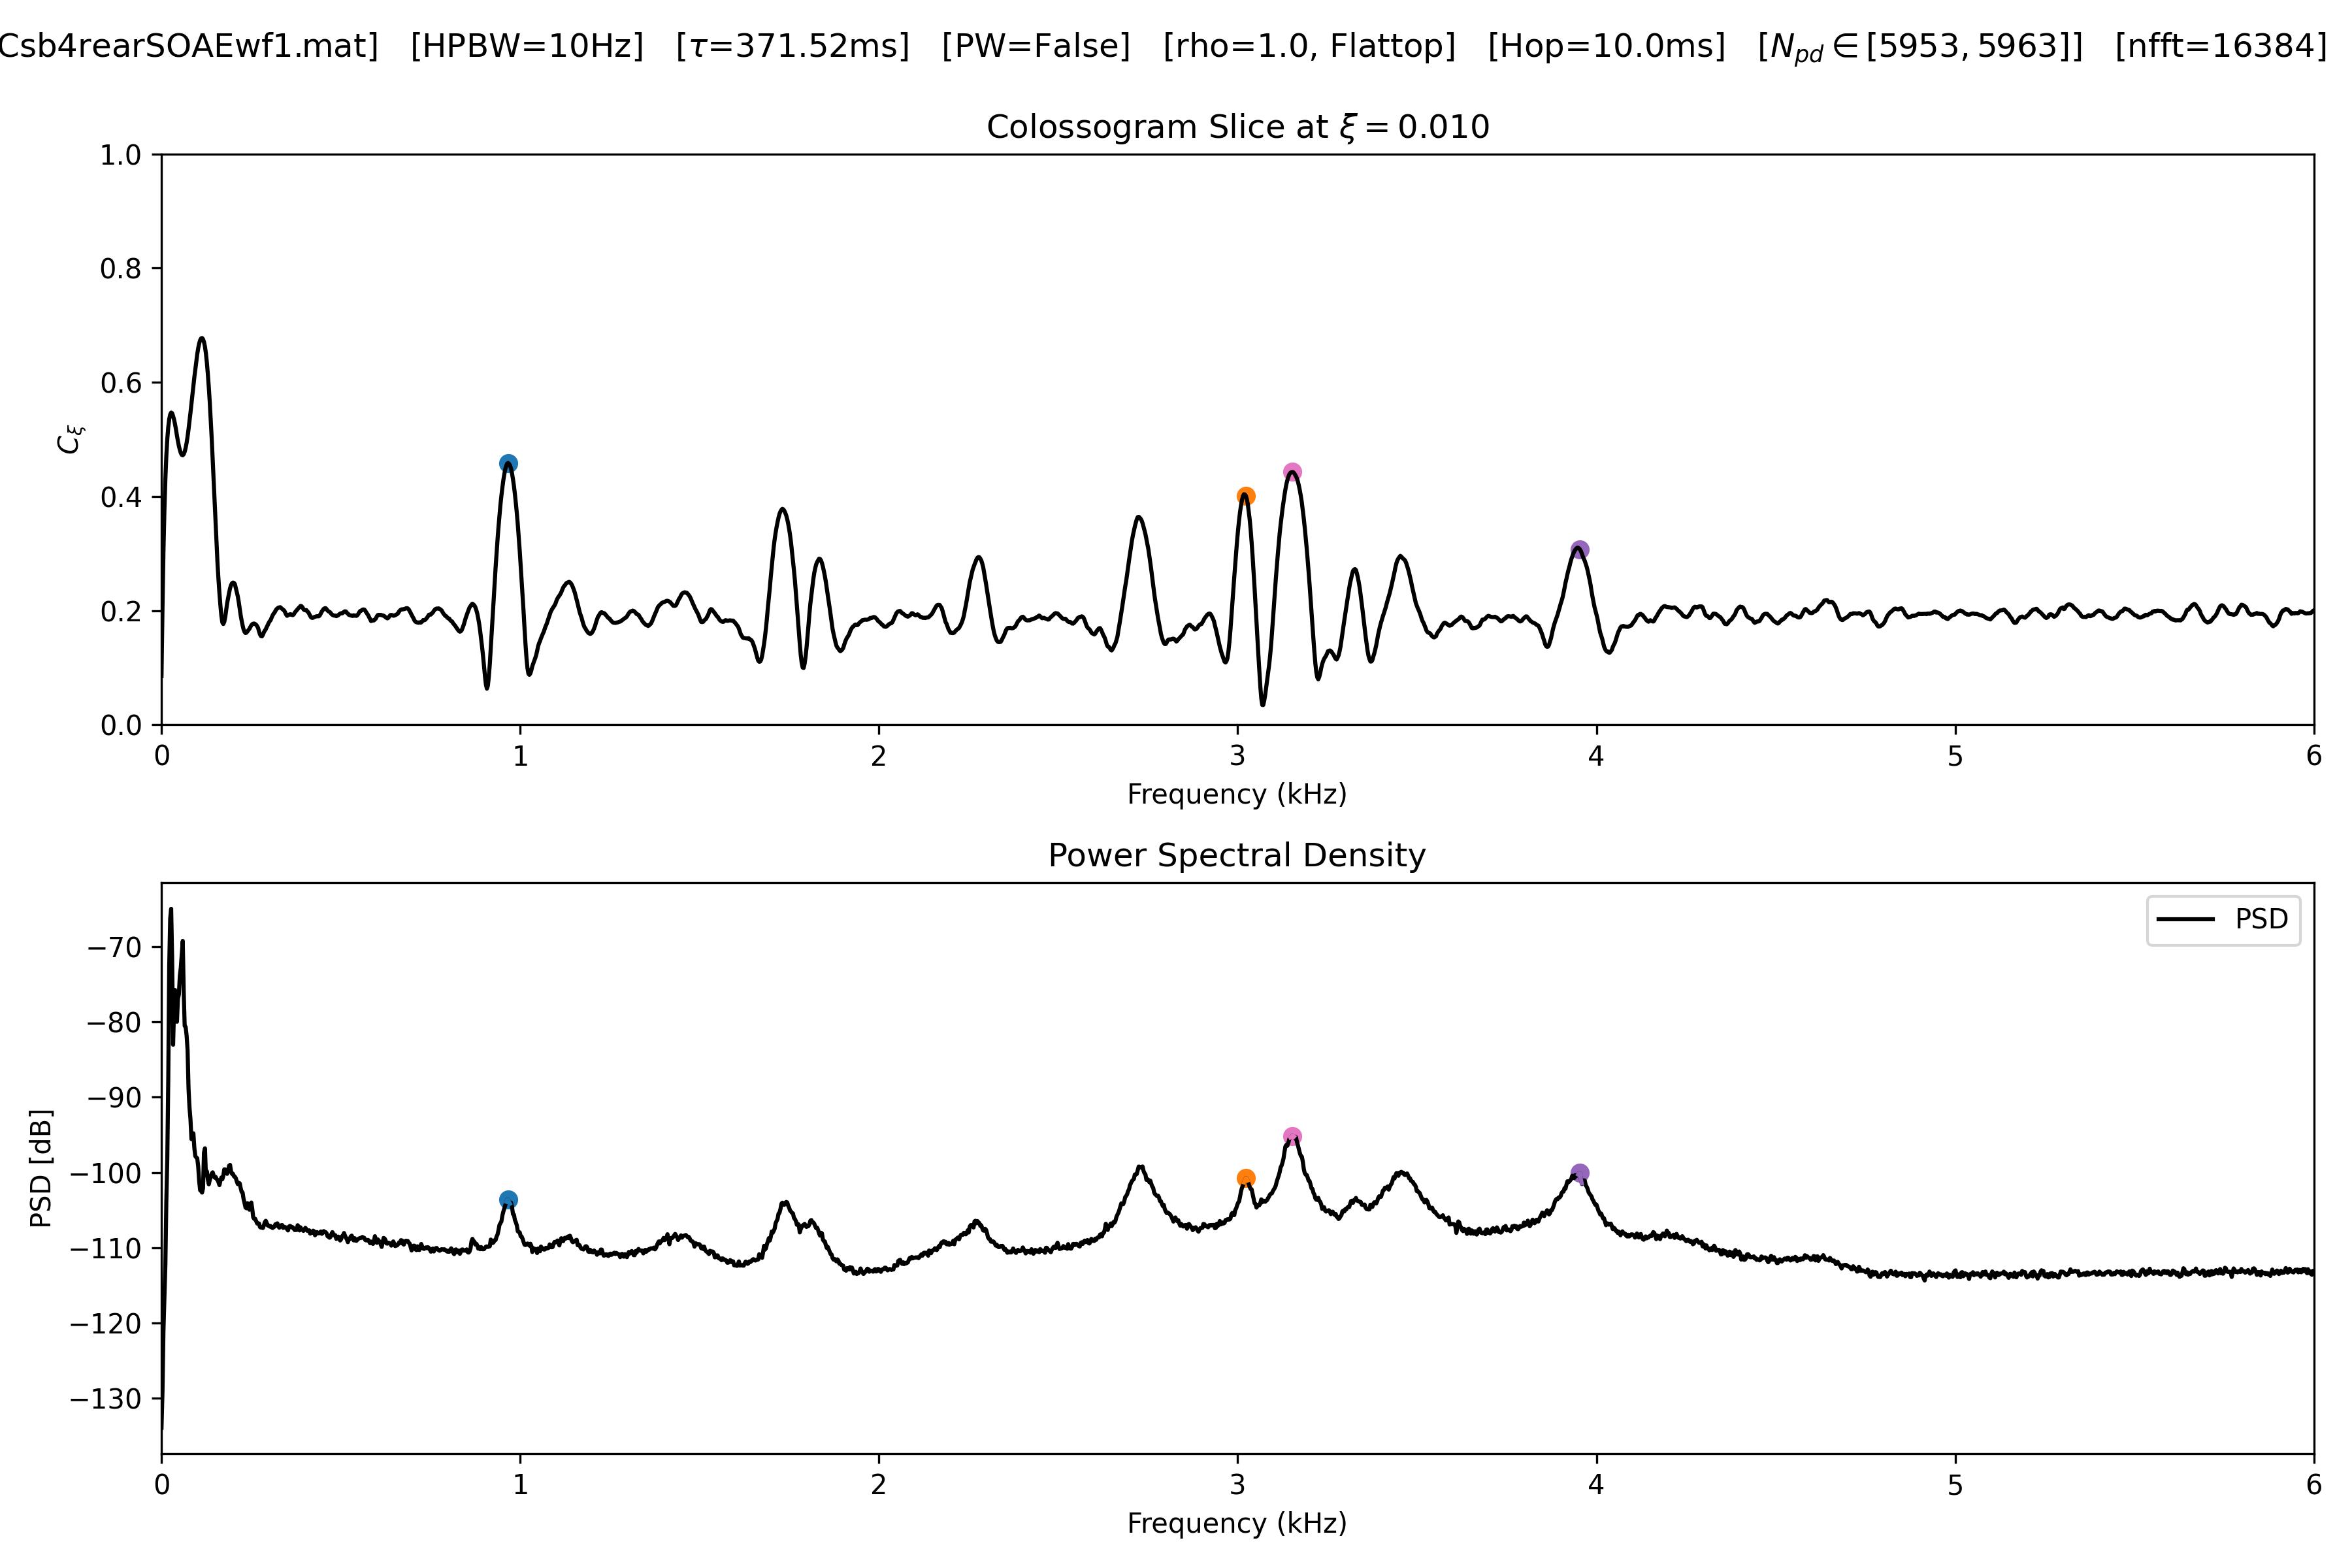 Csb4rearSOAEwf1.mat] [HPBW=10Hz] [τ=371.52ms] [PW=False] [rho=1.0, Flattop] [Hop=10.0ms] [N_pd ∈ [5953, 5963]] [nfft=16384]
Colossogram Slice at ξ = 0.010
1.0
0.8
0.6
0.4
0.2
0.0
C_ξ
0 1 2 3 4 5 6
Frequency (kHz)
Power Spectral Density
PSD
−70
−80
−90
−100
−110
−120
−130
PSD [dB]
0 1 2 3 4 5 6
Frequency (kHz)